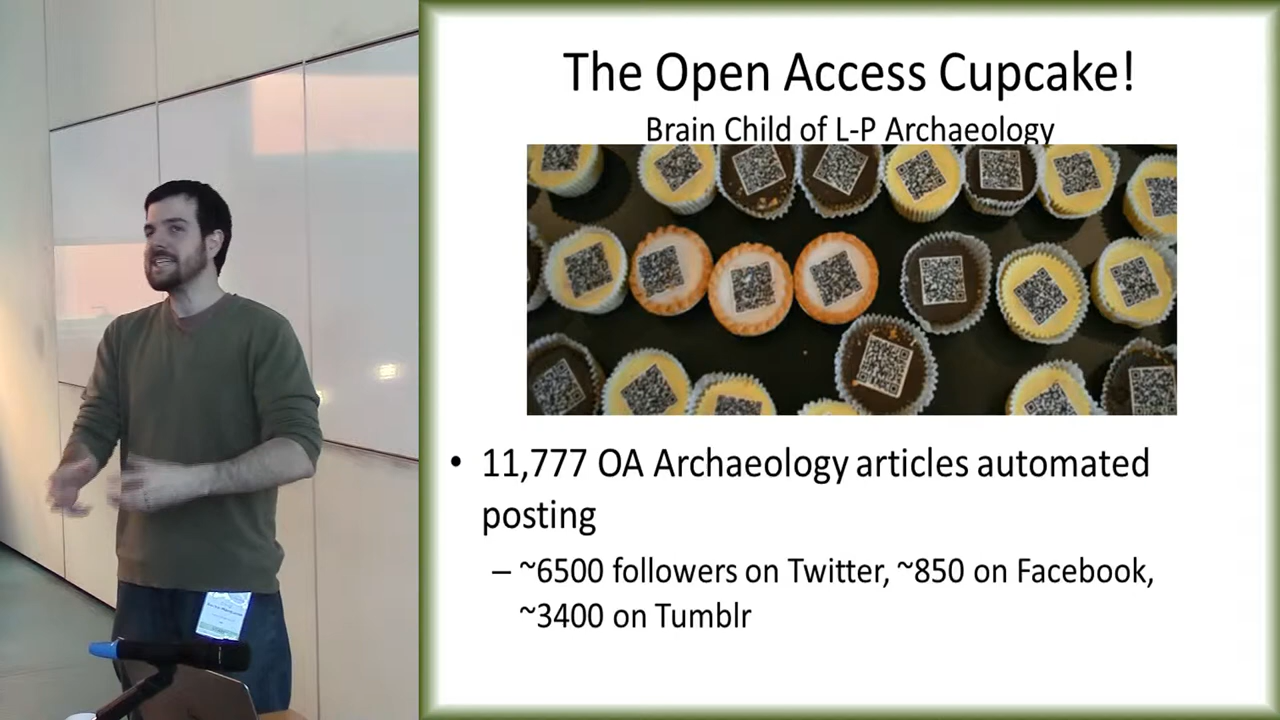 The Open Access Cupcake!
Brain Child of L-P Archaeology
• 11,777 OA Archaeology articles automated
posting
– ~6500 followers on Twitter, ~850 on Facebook,
~3400 on Tumblr